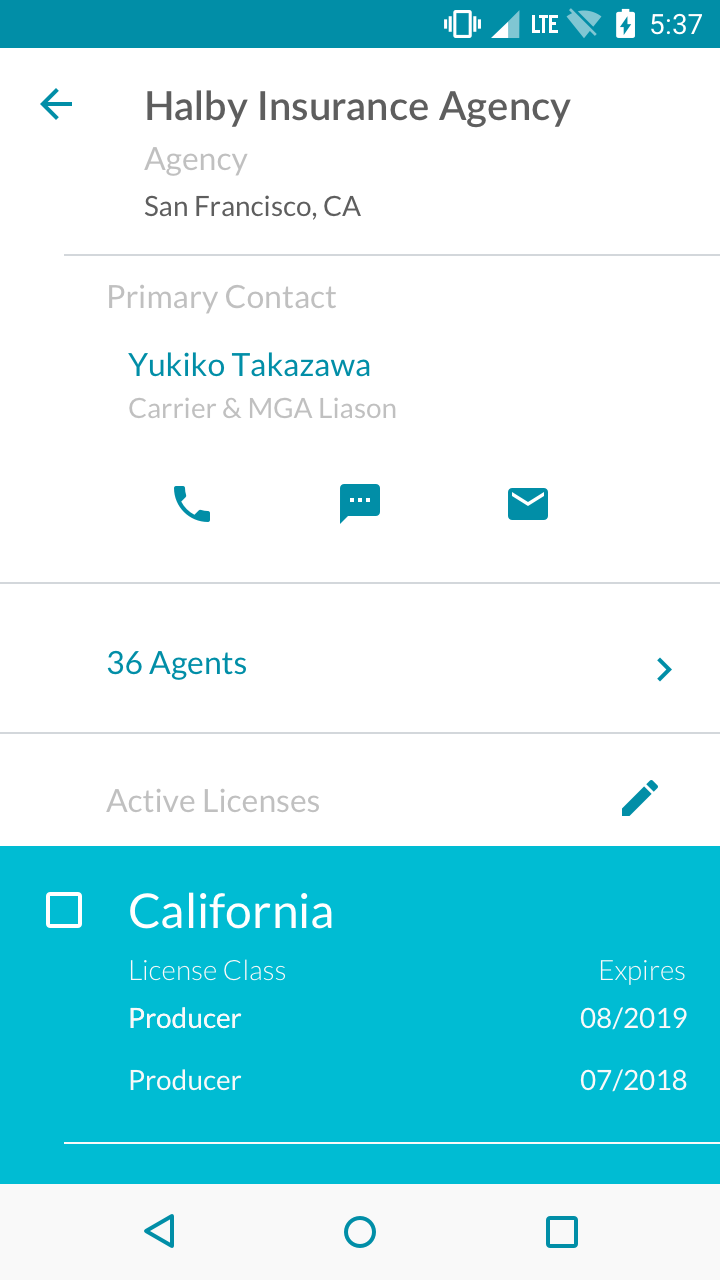 LTE 5:37
Halby Insurance Agency
Agency
San Francisco, CA
Primary Contact
Yukiko Takazawa
Carrier & MGA Liason
36 Agents
Active Licenses
California
License Class Expires
Producer 08/2019
Producer 07/2018